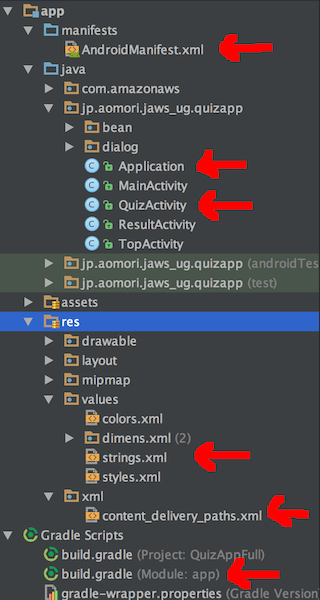 app
manifests
AndroidManifest.xml
java
com.amazonaws
jp.aomori.jaws_ug.quizapp
bean
dialog
Application
MainActivity
QuizActivity
ResultActivity
TopActivity
jp.aomori.jaws_ug.quizapp (androidTes
jp.aomori.jaws_ug.quizapp (test)
assets
res
drawable
layout
mipmap
values
colors.xml
dimens.xml (2)
strings.xml
styles.xml
xml
content_delivery_paths.xml
Gradle Scripts
build.gradle (Project: QuizAppFull)
build.gradle (Module: app)
gradle-wrapper.properties (Gradle Version